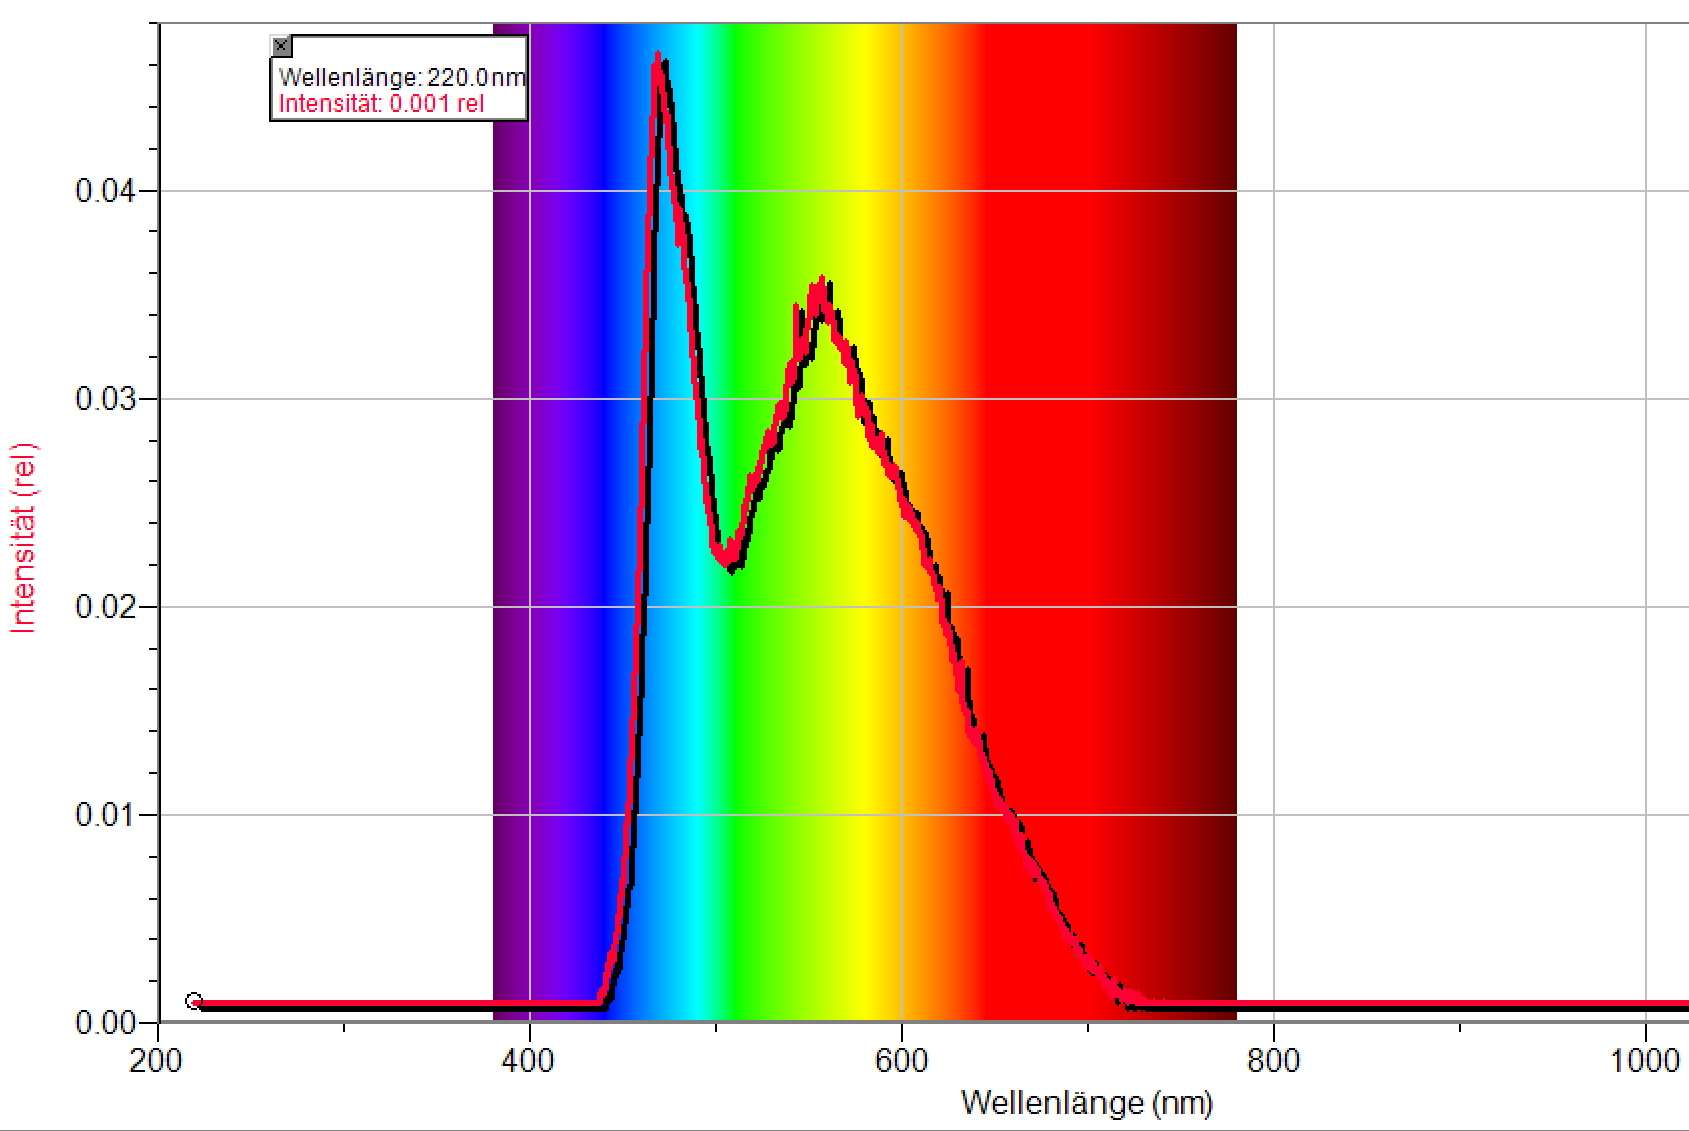 Wellenlänge: 220.0nm
Intensität: 0.001 rel
0.04
0.03
0.02
0.01
0.00
Intensität (rel)
200 400 600 800 1000
Wellenlänge (nm)